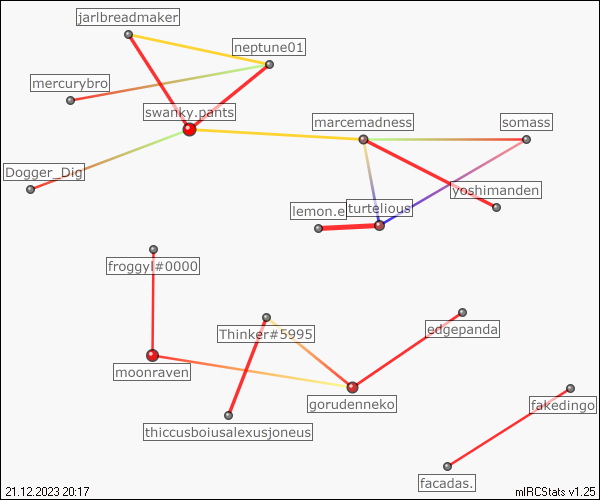 jarlbreadmaker
neptune01
mercurybro
swanky.pants
marcemadness
somass
Dogger_Dig
yoshimanden
lemon.e
turtelious
froggyl#0000
edgepanda
Thinker#5995
moonraven
gorudenneko
fakedingo
thiccusboiusalexusjoneus
facadas.
21.12.2023 20:17
mIRCStats v1.25